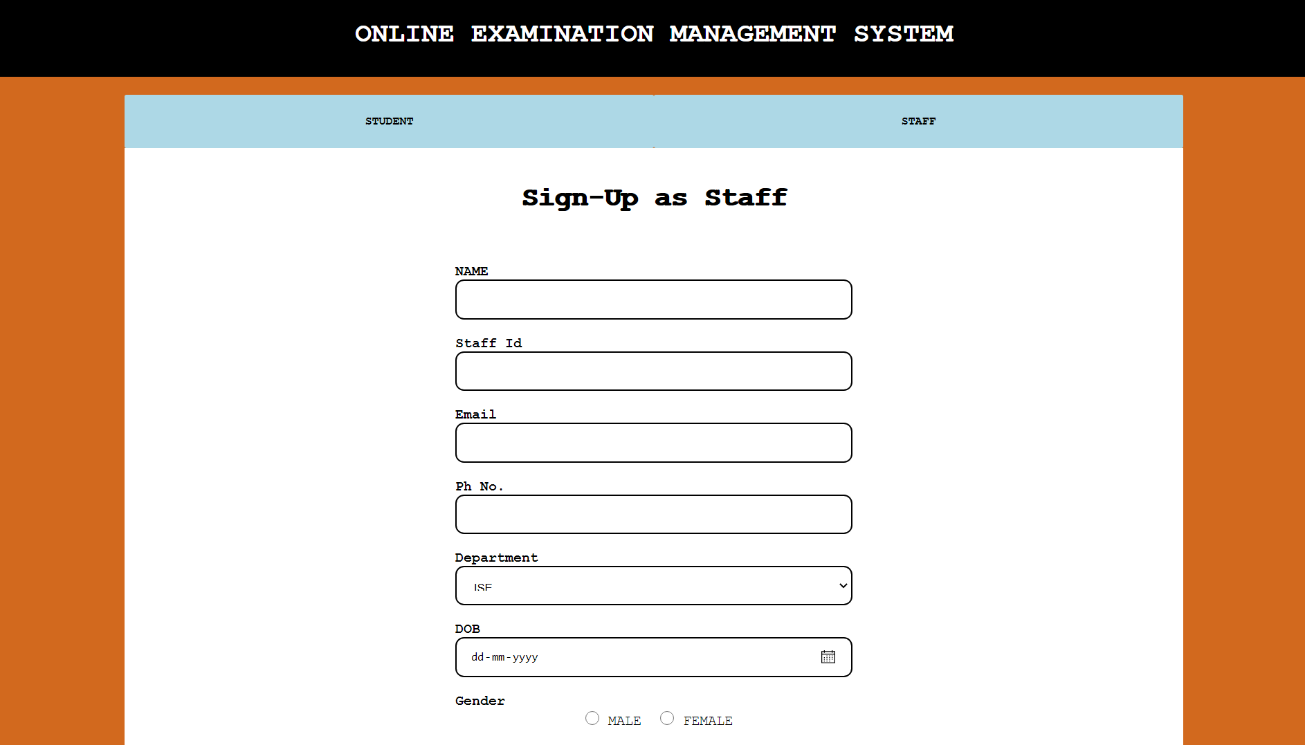 ONLINE EXAMINATION MANAGEMENT SYSTEM
STUDENT STAFF
Sign-Up as Staff
NAME
Staff Id
Email
Ph No.
Department
ISE
DOB
dd-mm-yyyy
Gender
MALE FEMALE